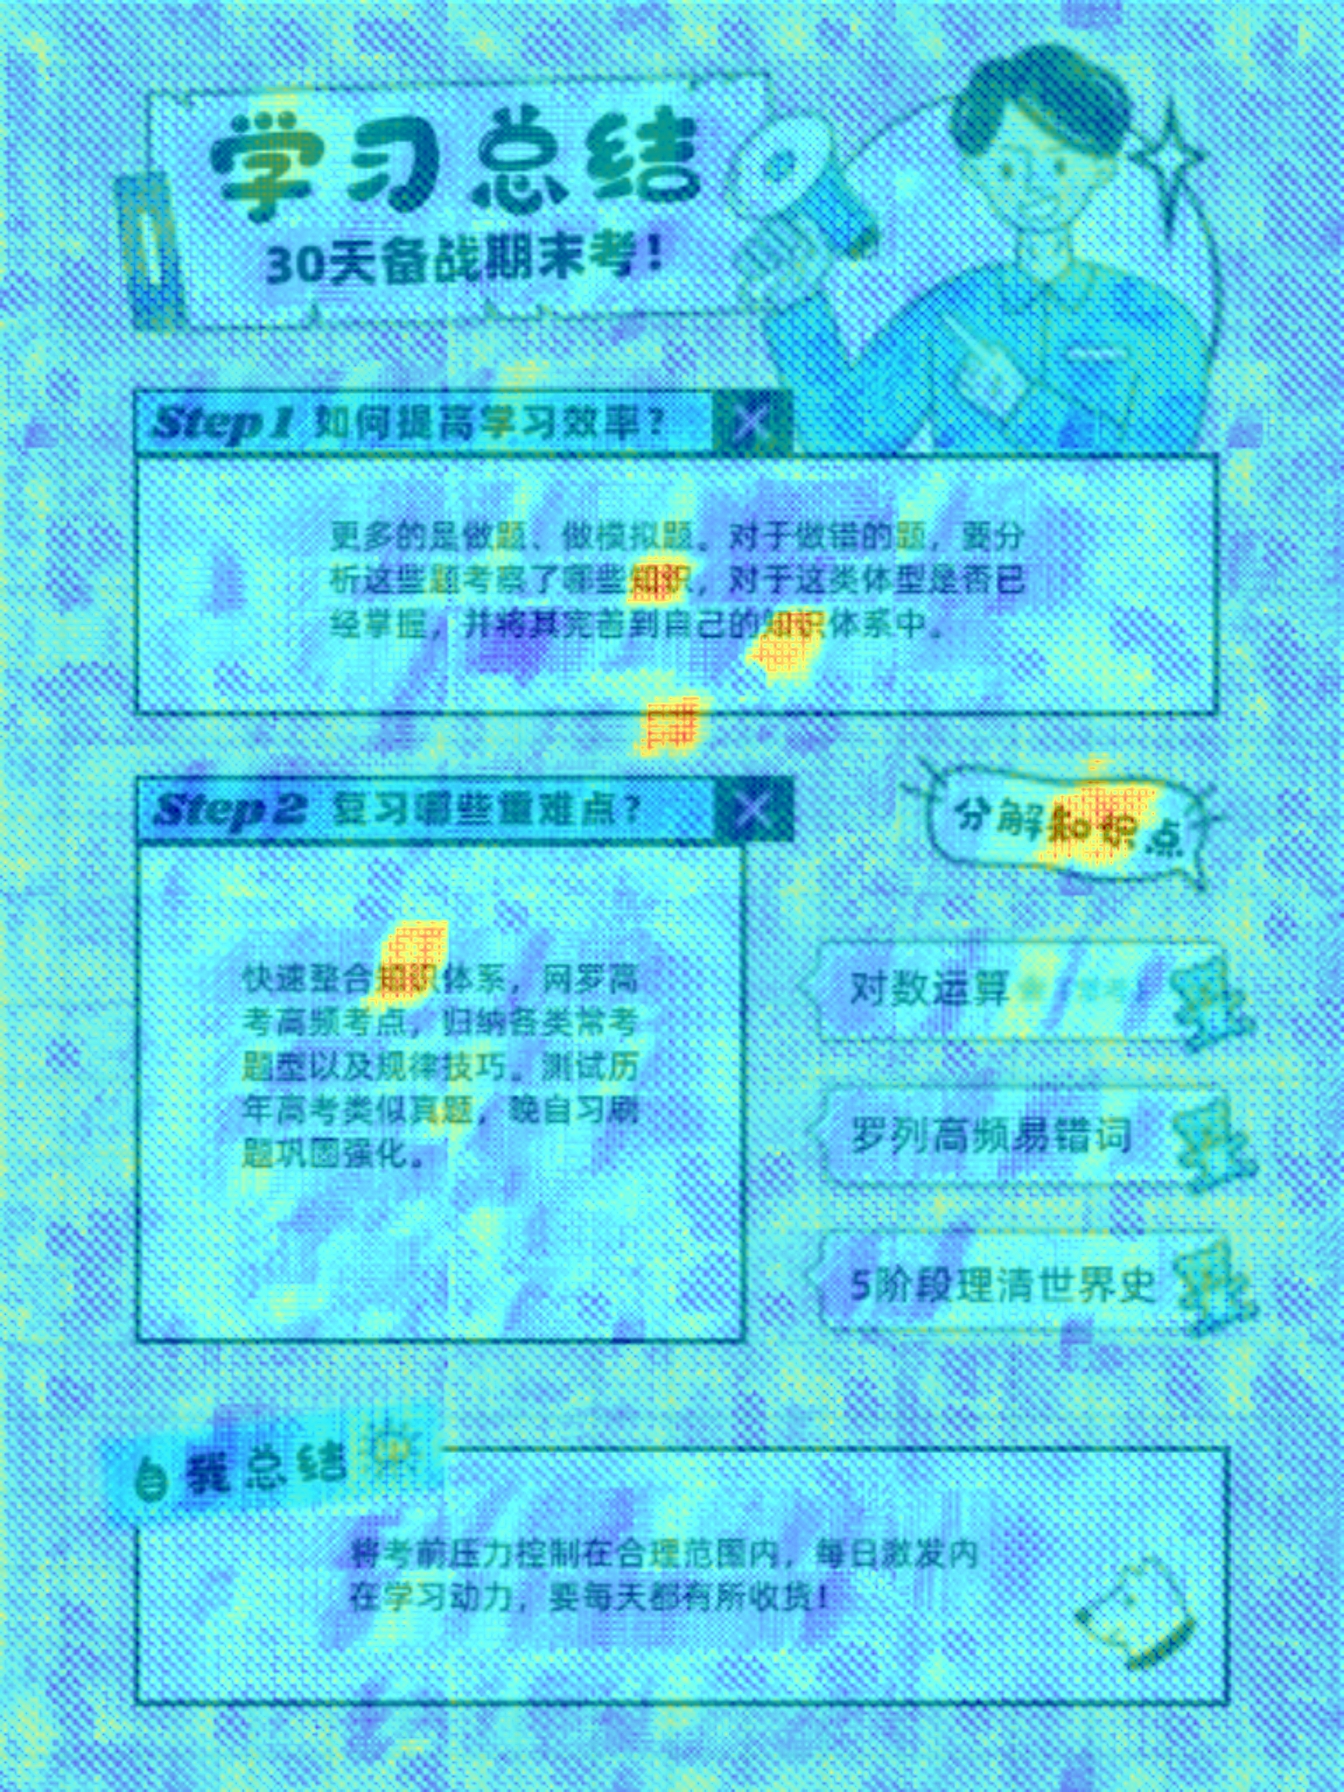 学习总结
30天备战期末考！
Step 1 如何提高学习效率？
更多的是做题、做模拟题。对于做错的题，要分
析这些题考察了哪些知识，对于这类体型是否已
经掌握，并将其完善到自己的知识体系中。
Step 2 复习哪些重难点？
快速整合知识体系，网罗高
考高频考点，归纳各类常考
题型以及规律技巧。测试历
年高考类似真题，晚自习刷
题巩固强化。
分解知识点
对数运算
罗列高频易错词
5阶段理清世界史
自我总结
将考前压力控制在合理范围内，每日激发内
在学习动力，要每天都有所收货！